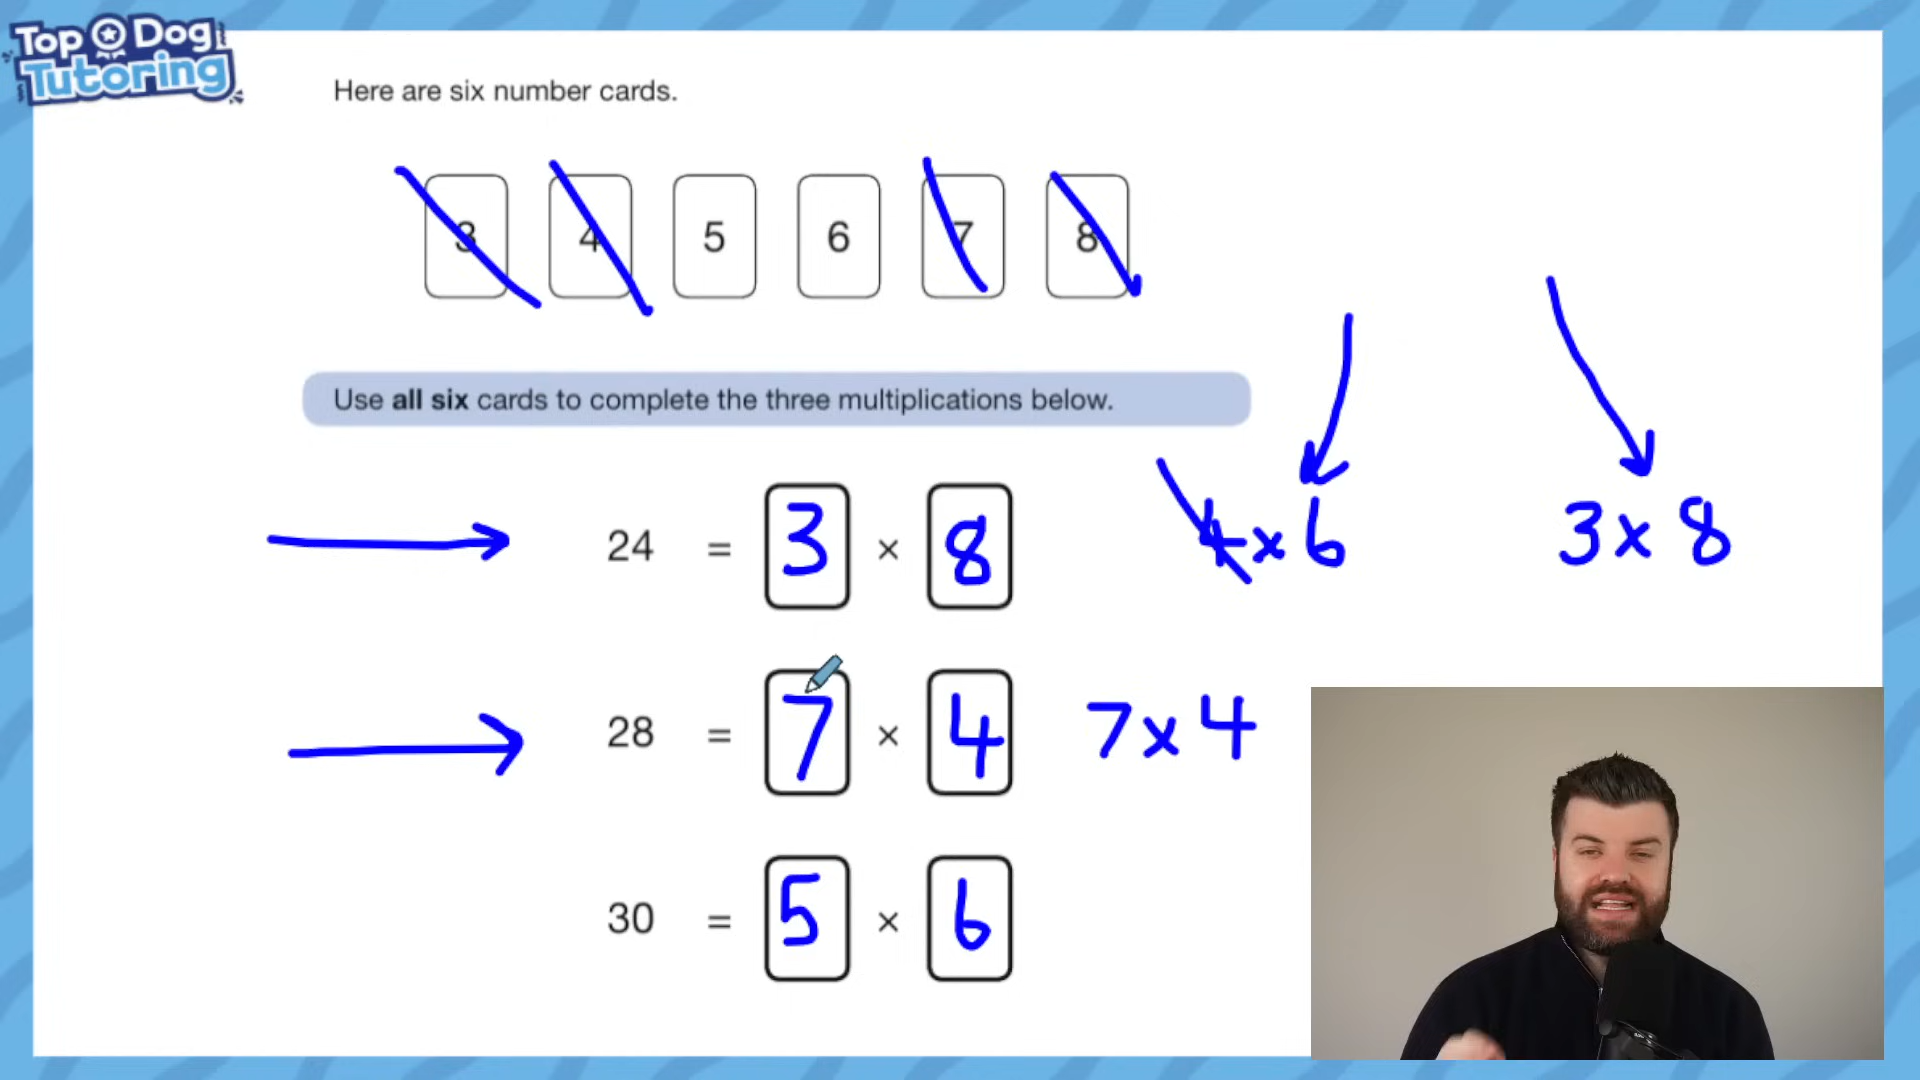 Top Dog
Tutoring
Here are six number cards.
3 4 5 6 7 8
Use all six cards to complete the three multiplications below.
24 = 3 × 8
4 x 6
3 x 8
28 = 7 × 4
7 x 4
30 = 5 × 6